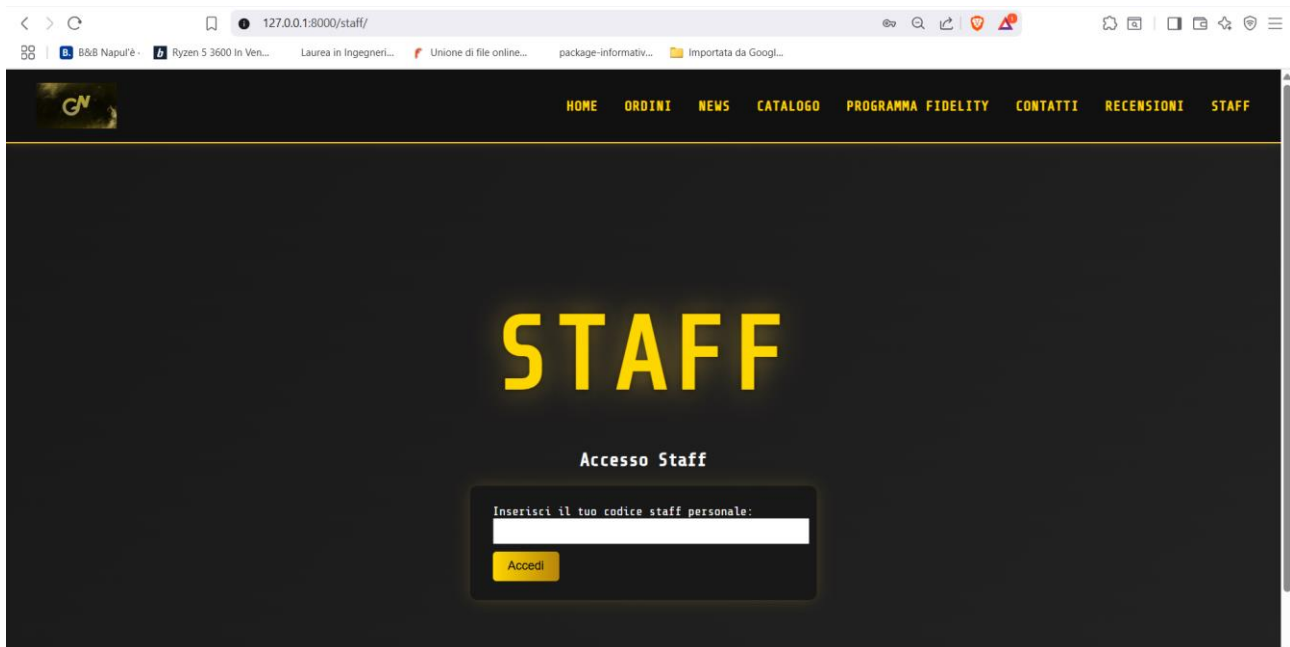 127.0.0.1:8000/staff/
B. B&B Napul'è - b Ryzen 5 3600 In Ven... Laurea in Ingegneri... Unione di file online... package-informativ... Importata da Googl...
GN HOME ORDINI NEWS CATALOGO PROGRAMMA FIDELITY CONTATTI RECENSIONI STAFF
STAFF
Accesso Staff
Inserisci il tuo codice staff personale:
Accedi